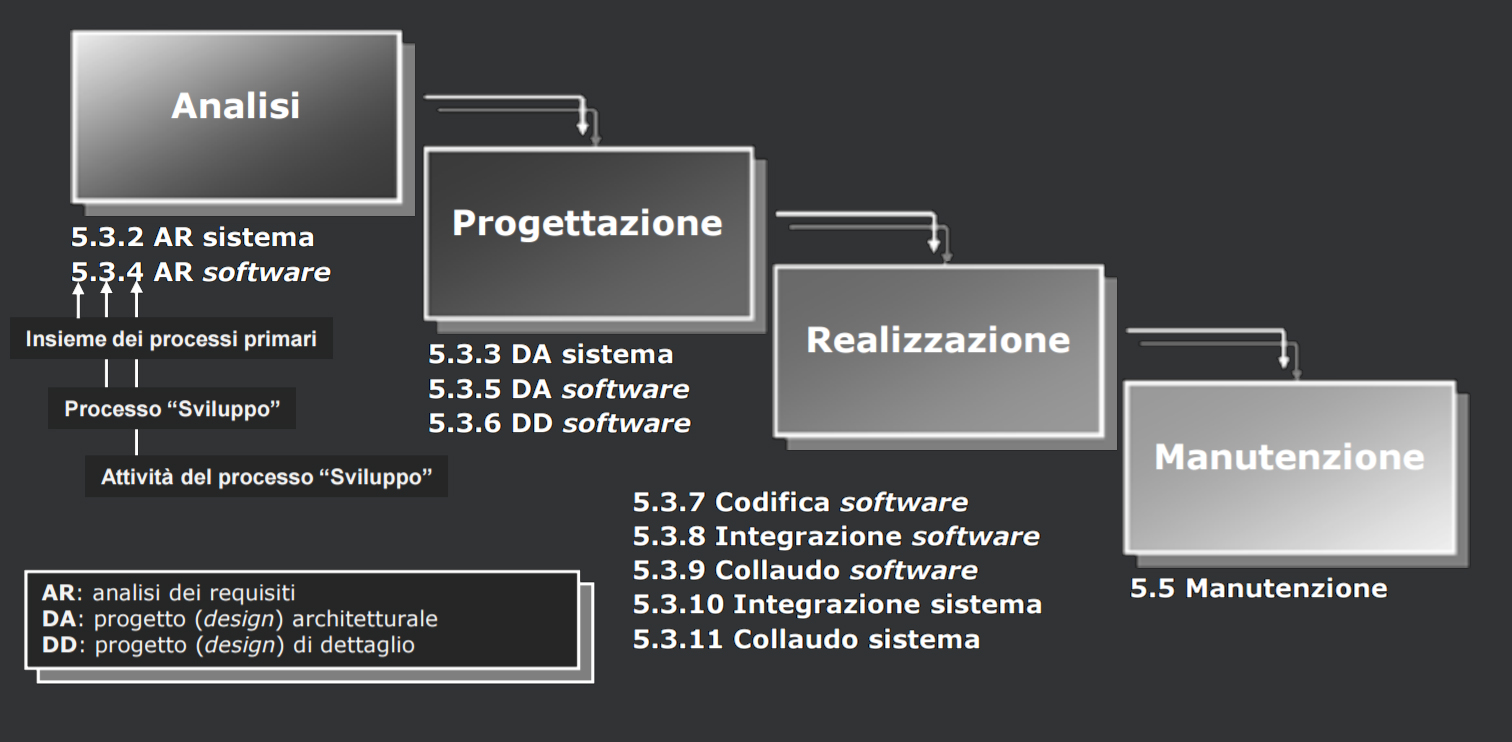 Analisi
5.3.2 AR sistema
5.3.4 AR software
Insieme dei processi primari
Processo “Sviluppo”
Attività del processo “Sviluppo”
Progettazione
5.3.3 DA sistema
5.3.5 DA software
5.3.6 DD software
Realizzazione
5.3.7 Codifica software
5.3.8 Integrazione software
5.3.9 Collaudo software
5.3.10 Integrazione sistema
5.3.11 Collaudo sistema
Manutenzione
5.5 Manutenzione
AR: analisi dei requisiti
DA: progetto (design) architetturale
DD: progetto (design) di dettaglio